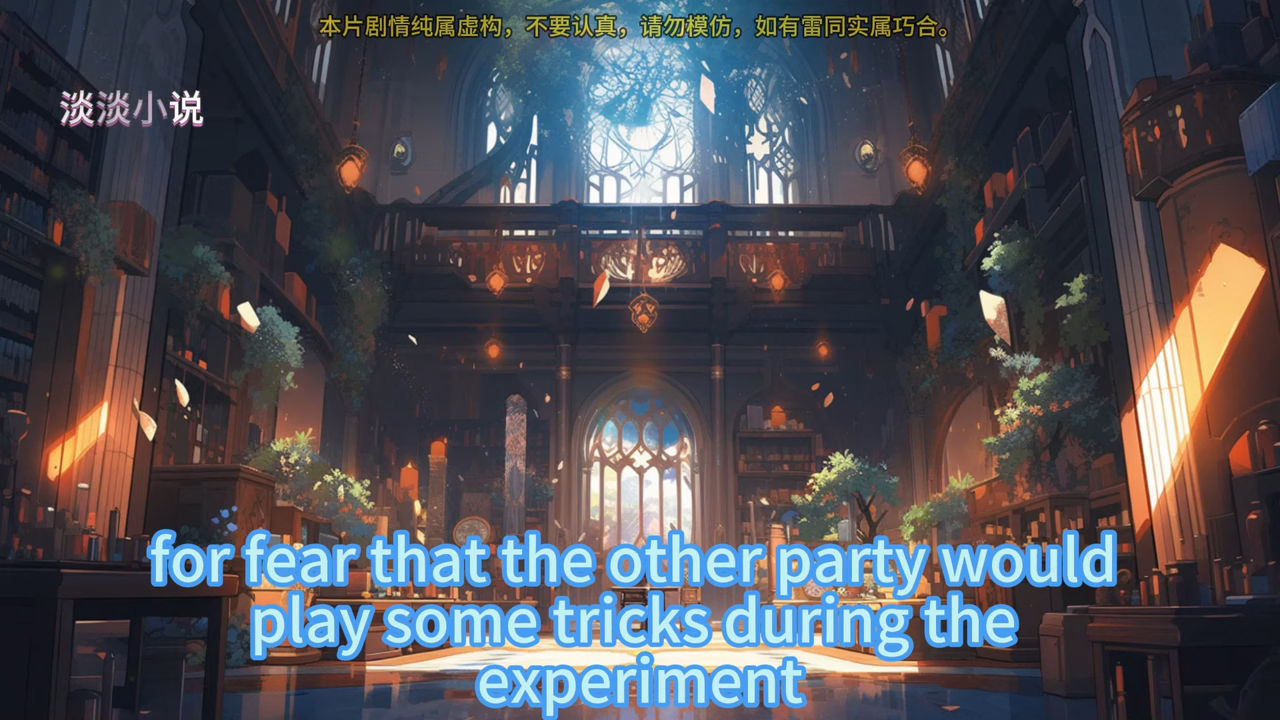 本片剧情纯属虚构，不要认真，请勿模仿，如有雷同实属巧合。
淡淡小说
for fear that the other party would
play some tricks during the
experiment